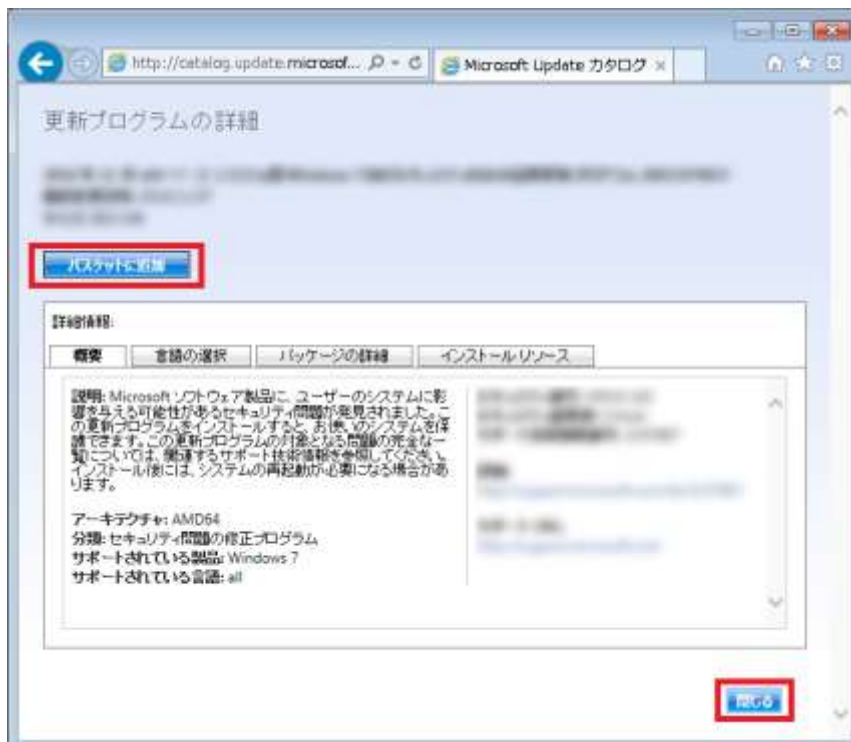 http://catalog.update.microsof...
Microsoft Update カタログ
更新プログラムの詳細
バスケットに追加
詳細情報:
概要
言語の選択
パッケージの詳細
インストール リソース
説明: Microsoft ソフトウェア製品に、ユーザーのシステムに影
響を与える可能性があるセキュリティ問題が発見されました。こ
の更新プログラムをインストールすると、お使いのシステムを保
護できます。この更新プログラムの対象となる問題の完全な一
覧については、関連するサポート技術情報を参照してください。
インストール後には、システムの再起動が必要になる場合があ
ります。
アーキテクチャ: AMD64
分類: セキュリティ問題の修正プログラム
サポートされている製品: Windows 7
サポートされている言語: all
閉じる